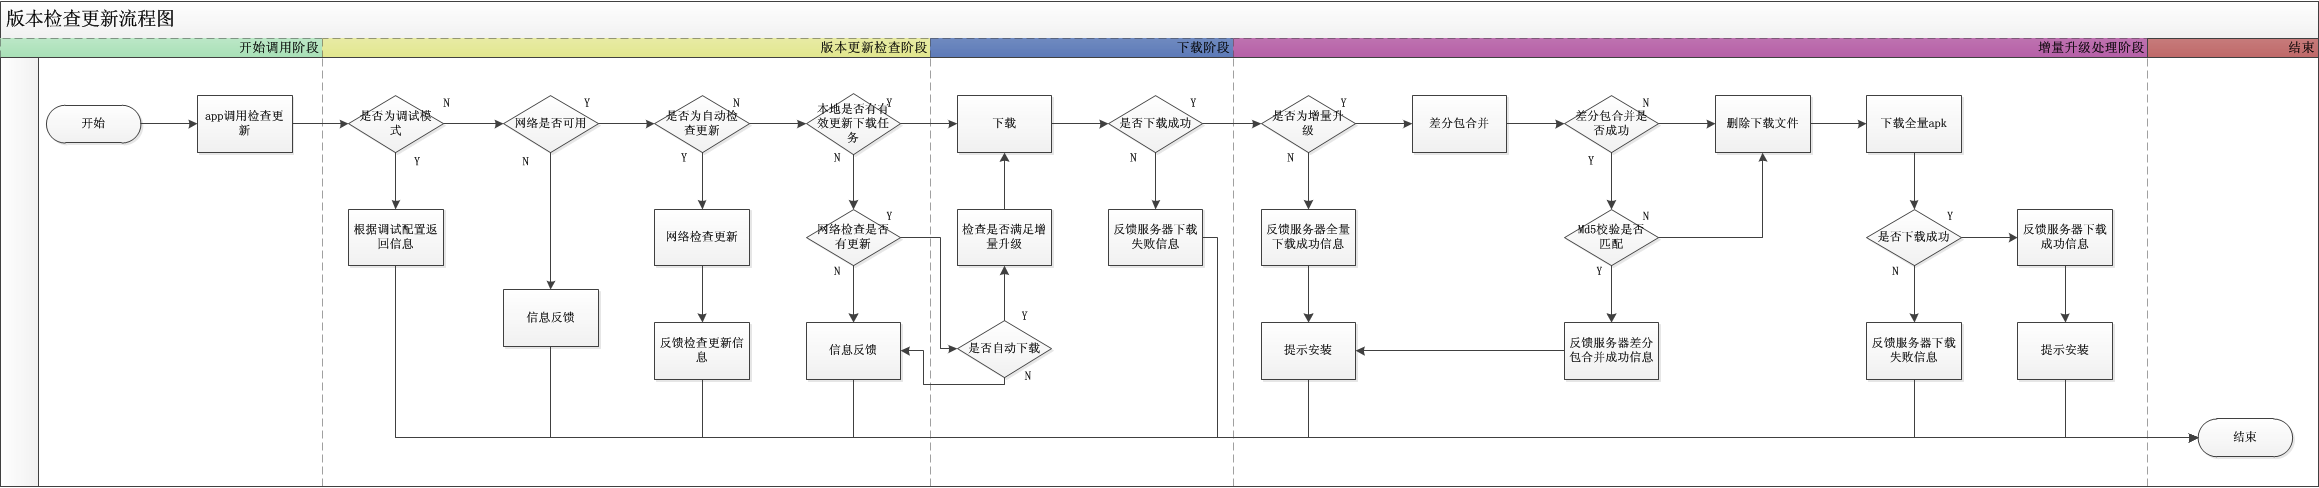 版本检查更新流程图
开始调用阶段
版本更新检查阶段
下载阶段
增量升级处理阶段
结束
开始
app调用检查更
新
是否为调试模
式
N
Y
根据调试配置返
回信息
网络是否可用
Y
N
信息反馈
是否为自动检
查更新
N
Y
网络检查更新
反馈检查更新信
息
本地是否有有
效更新下载任
务
Y
N
网络检查是否
有更新
Y
N
信息反馈
下载
检查是否满足增
量升级
Y
是否自动下载
N
是否下载成功
Y
N
反馈服务器下载
失败信息
是否为增量升
级
Y
N
反馈服务器全量
下载成功信息
提示安装
差分包合并
差分包合并是
否成功
N
Y
Md5校验是否
匹配
N
Y
反馈服务器差分
包合并成功信息
删除下载文件
下载全量apk
是否下载成功
Y
N
反馈服务器下载
失败信息
反馈服务器下载
成功信息
提示安装
结束